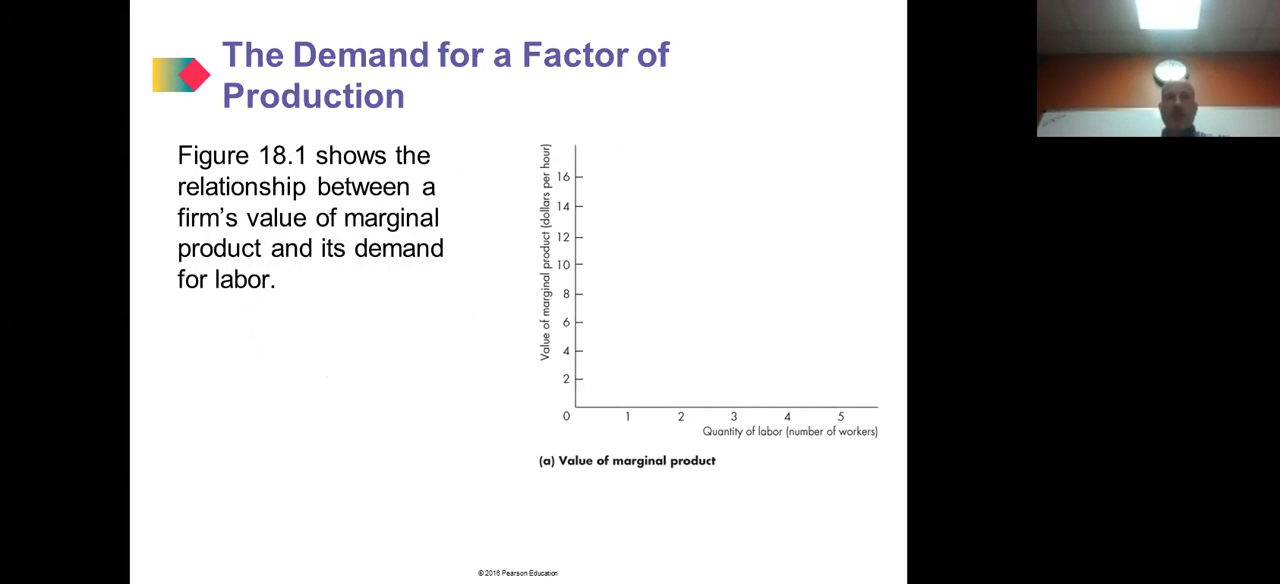 The Demand for a Factor of
Production
Figure 18.1 shows the
relationship between a
firm's value of marginal
product and its demand
for labor.
Value of marginal product (dollars per hour)
16
14
12
10
8
6
4
2
0 1 2 3 4 5
Quantity of labor (number of workers)
(a) Value of marginal product
© 2016 Pearson Education